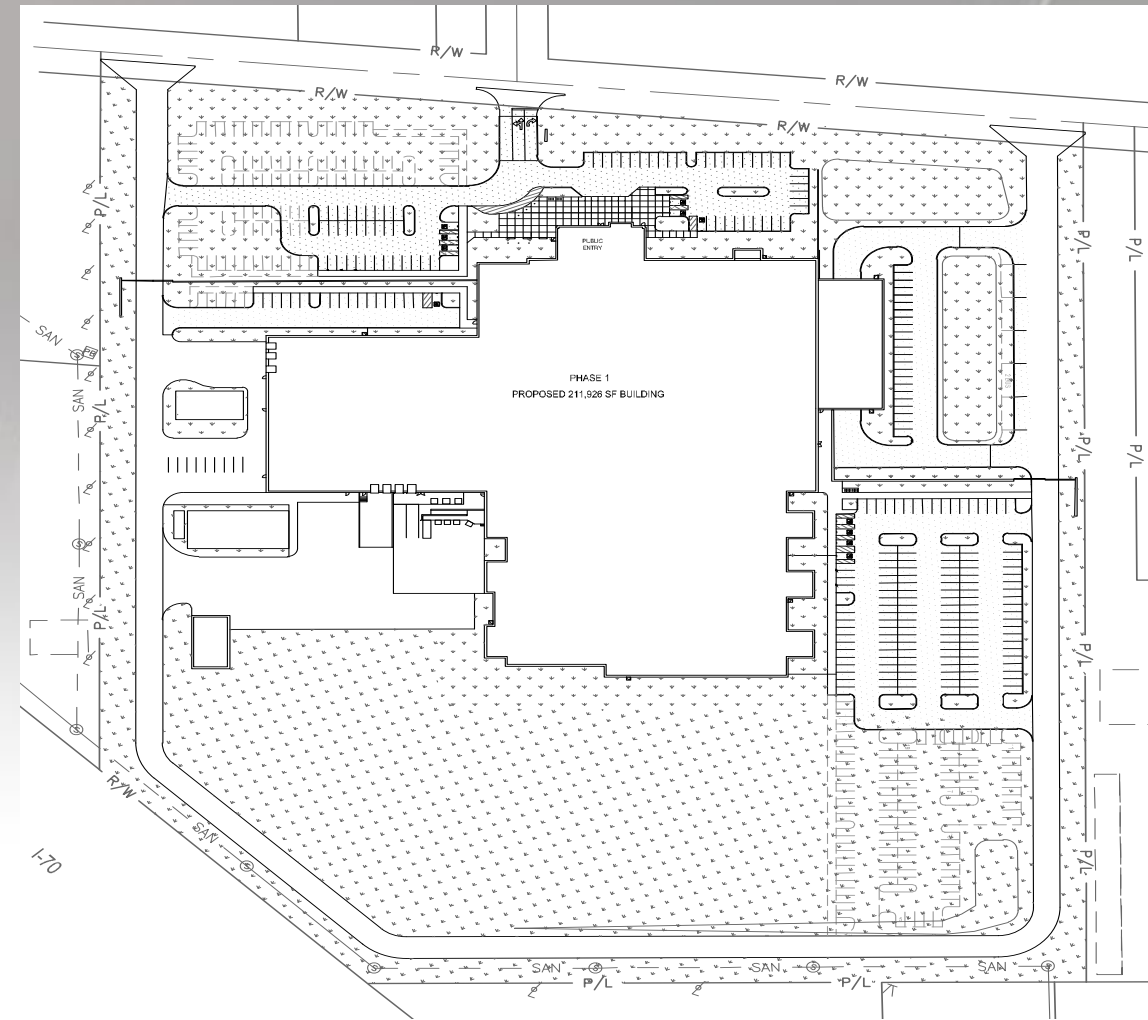 R/W
R/W
R/W
R/W
P/L
P/L
P/L
P/L
PUBLIC
ENTRY
SAN
SAN
PHASE 1
PROPOSED 211,926 SF BUILDING
P/L
P/L
P/L
SAN
P/L
P/L
R/W
SAN
I-70
P/L
SAN
SAN
SAN
P/L
P/L